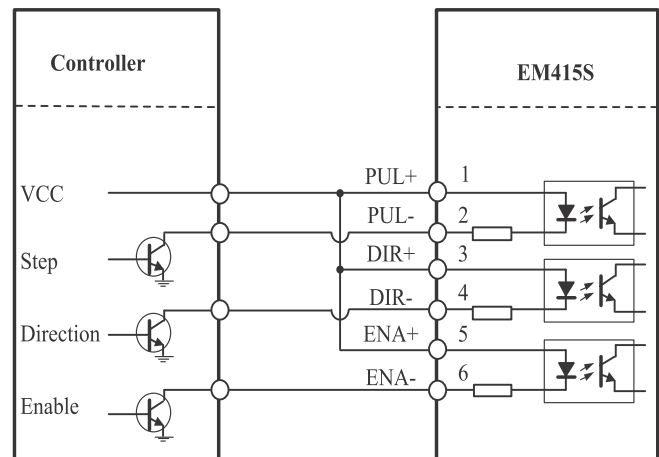 Controller
EM415S
VCC
PUL+
1
PUL-
2
Step
DIR+
3
DIR-
4
Direction
ENA+
5
ENA-
6
Enable